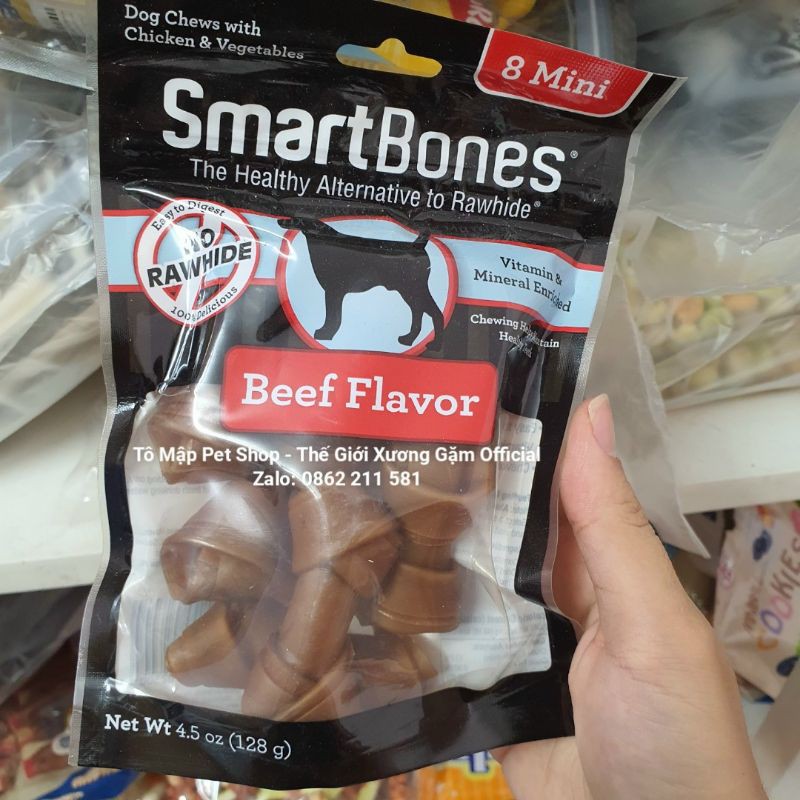 Dog Chews with
Chicken & Vegetables
8 Mini
SmartBones®
The Healthy Alternative to Rawhide®
Easy to Digest
NO
RAWHIDE
100% Delicious
Vitamin &
Mineral Enriched
Chewing
Beef Flavor
Tô Mập Pet Shop - Thế Giới Xương Gặm Official
Zalo: 0862 211 581
Net Wt 4.5 oz (128 g)
COOKIES